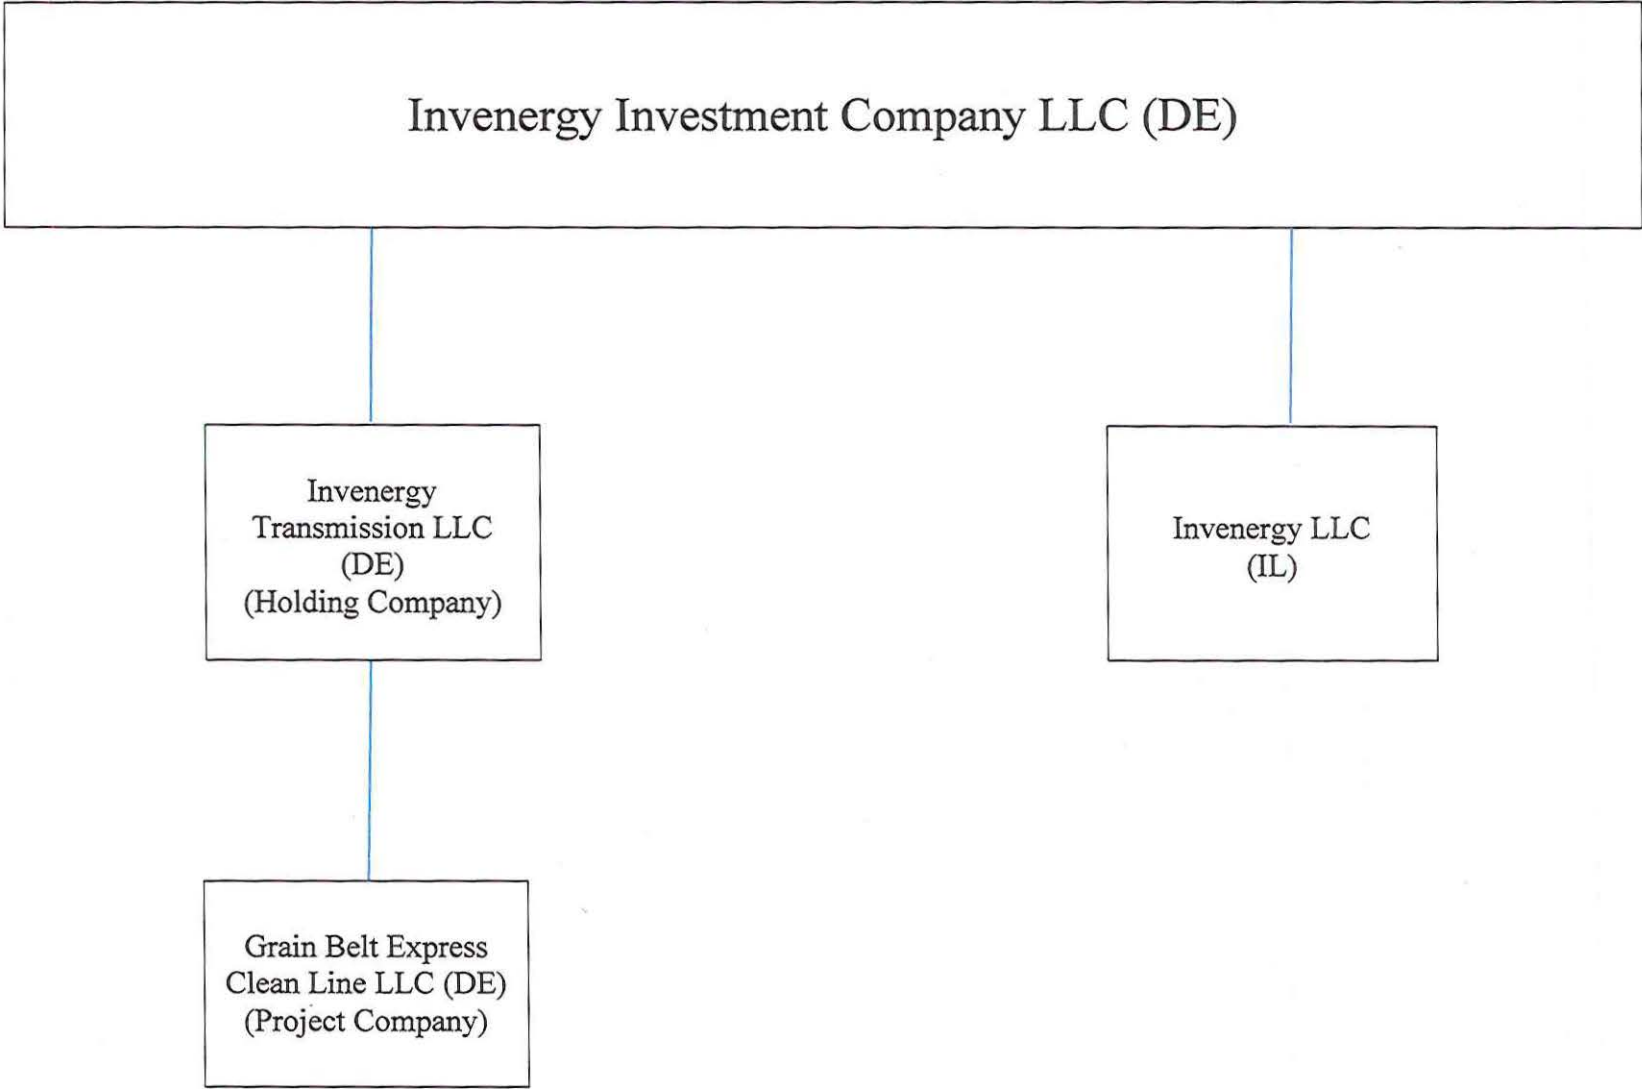 Invenergy Investment Company LLC (DE)
Invenergy
Transmission LLC
(DE)
(Holding Company)
Invenergy LLC
(IL)
Grain Belt Express
Clean Line LLC (DE)
(Project Company)